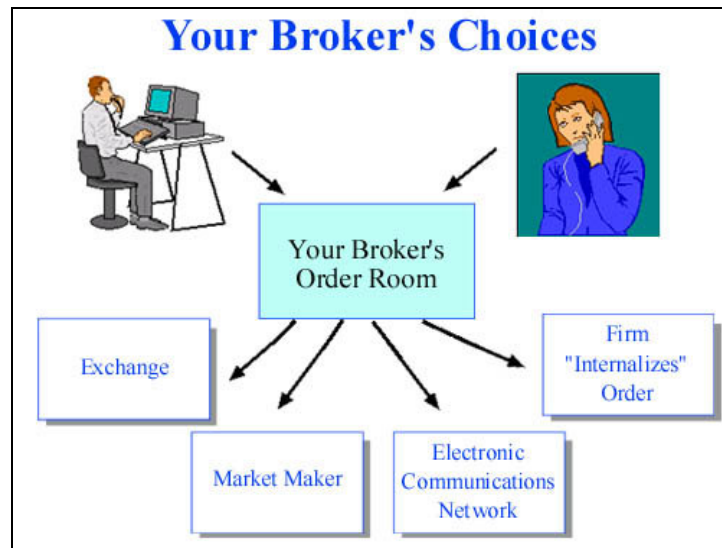 Your Broker's Choices
Your Broker's
Order Room
Exchange
Firm
"Internalizes"
Order
Market Maker
Electronic
Communications
Network